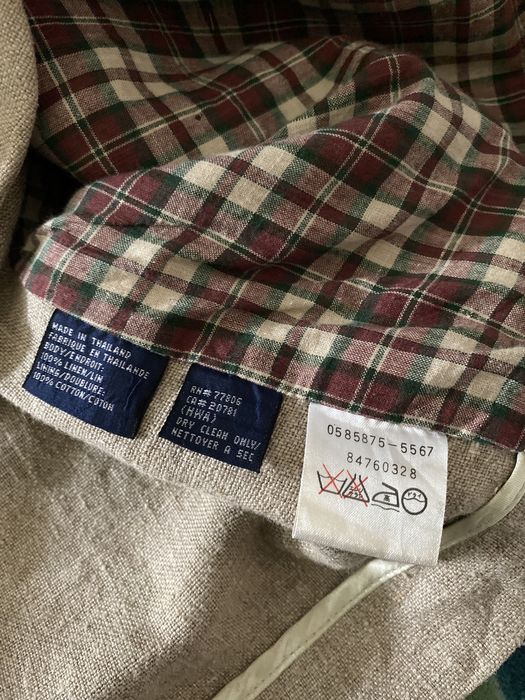 MADE IN THAILAND
FABRIQUE EN THAILANDE
BODY/ENDROIT:
100% LINEN/LIN
LINING/DOUBLURE:
100% COTTON/COTON
RN# 77806
CA# 20781
(MWA)
DRY CLEAN ONLY/
NETTOYER A SEC
0585875-5567
84760328